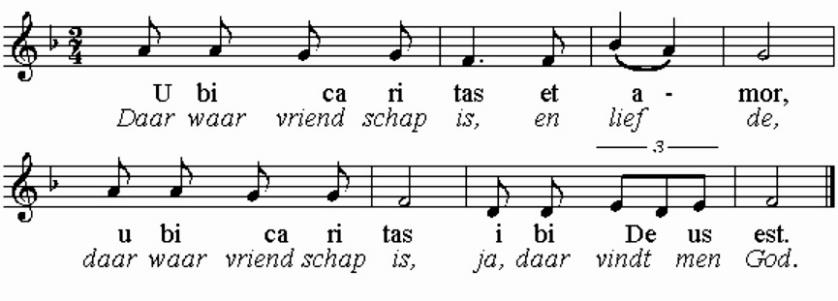 2
4
U bi ca ri tas et a - mor,
Daar waar vriend schap is, en lief de,
3
u bi ca ri tas i bi De us est.
daar waar vriend schap is, ja, daar vindt men God.